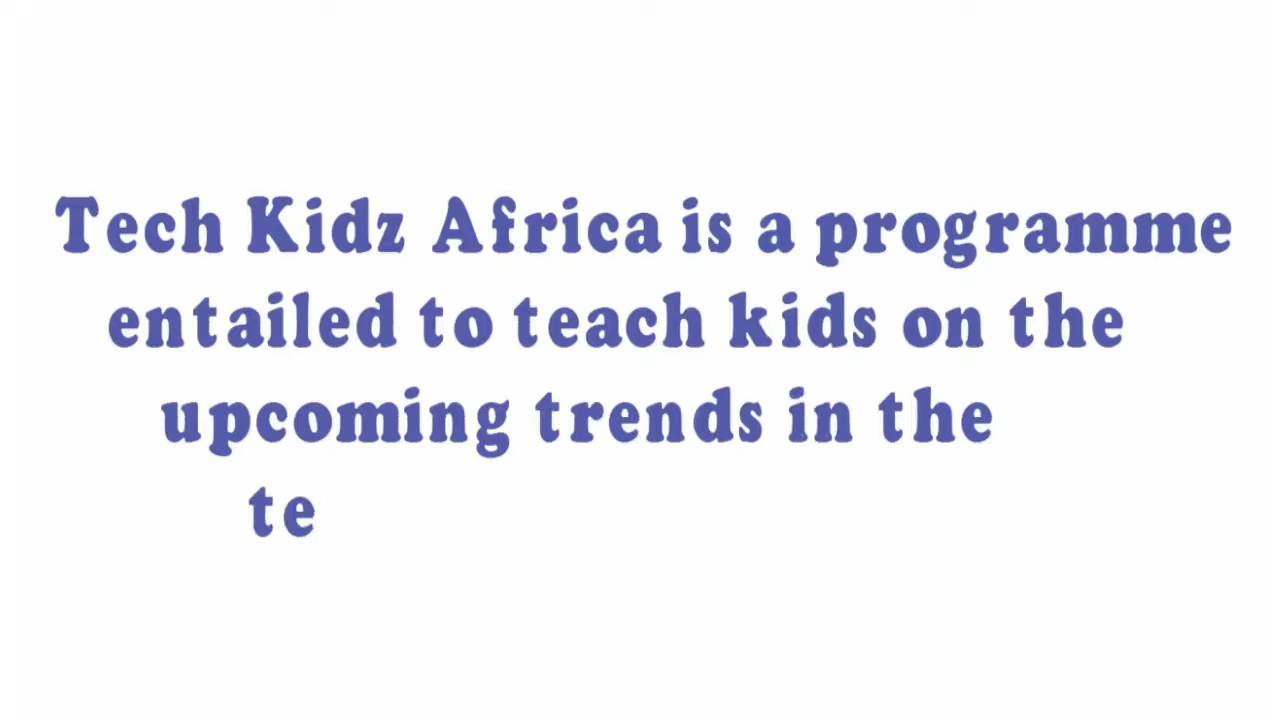 Tech Kidz Africa is a programme
entailed to teach kids on the
upcoming trends in the
te